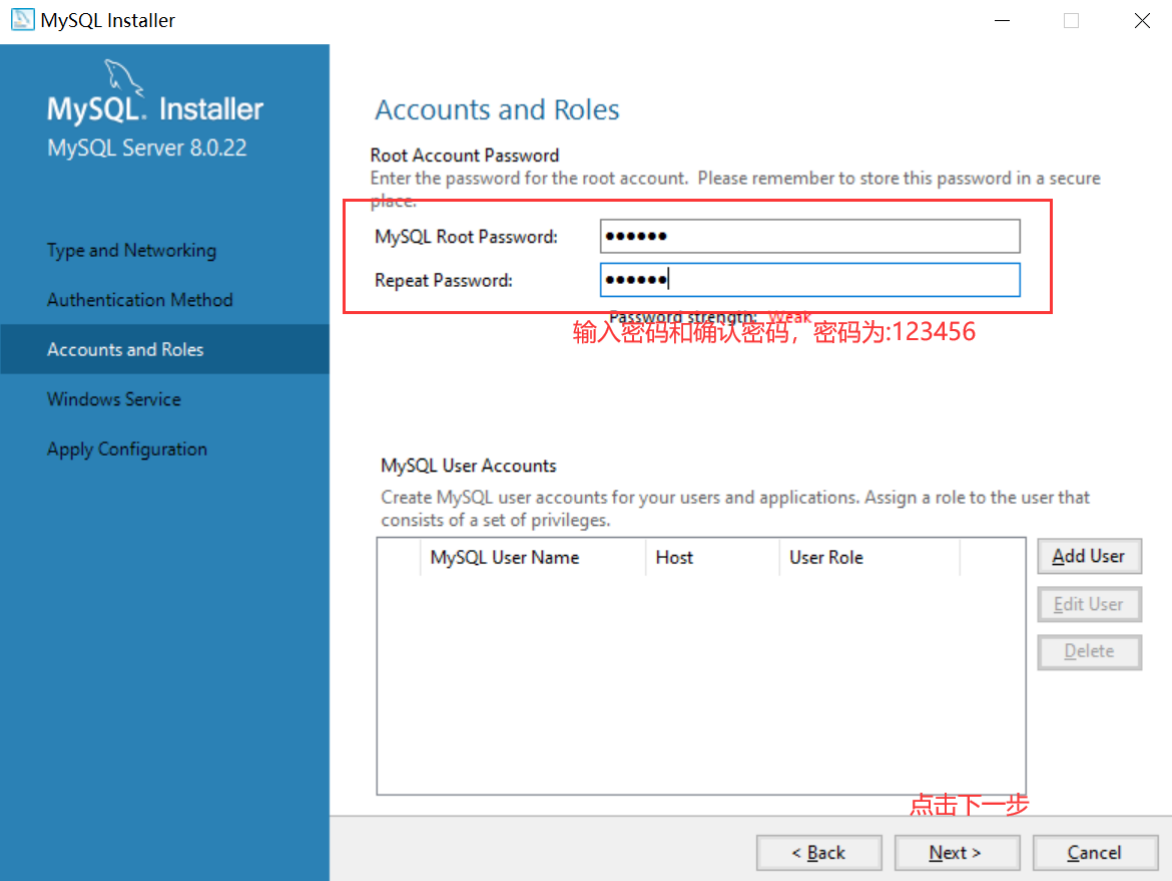 MySQL Installer
MySQL. Installer
MySQL Server 8.0.22
Type and Networking
Authentication Method
Accounts and Roles
Windows Service
Apply Configuration
Accounts and Roles
Root Account Password
Enter the password for the root account.  Please remember to store this password in a secure
place.
MySQL Root Password: ●●●●●●
Repeat Password: ●●●●●●
Password strength: Weak
输入密码和确认密码，密码为:123456
MySQL User Accounts
Create MySQL user accounts for your users and applications. Assign a role to the user that
consists of a set of privileges.
MySQL User Name Host User Role
Add User
Edit User
Delete
点击下一步
< Back Next > Cancel